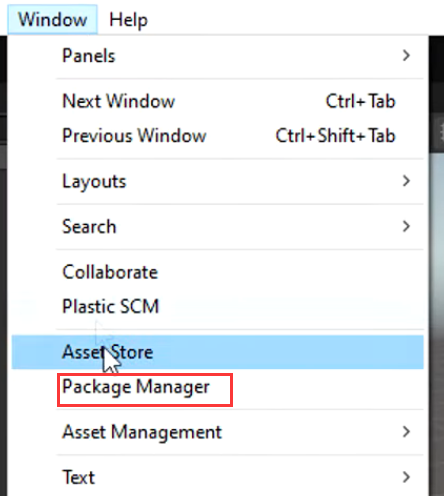 Window Help
Panels
Next Window Ctrl+Tab
Previous Window Ctrl+Shift+Tab
Layouts
Search
Collaborate
Plastic SCM
Asset Store
Package Manager
Asset Management
Text